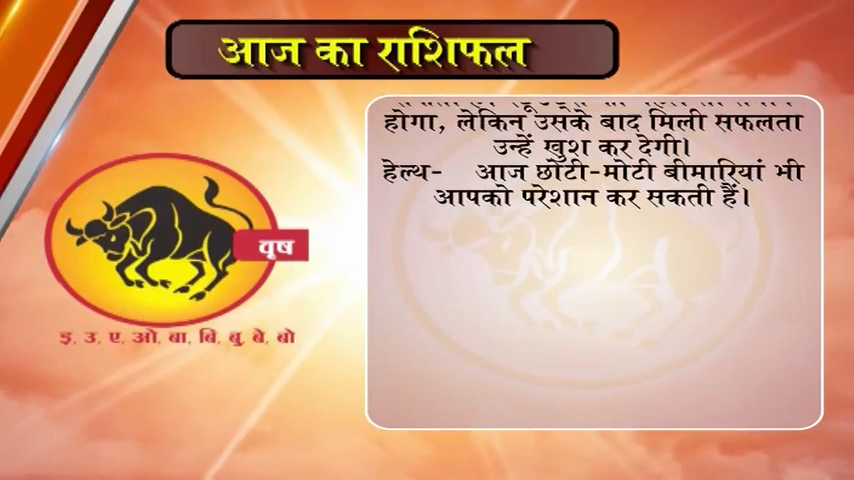 आज का राशिफल
होगा, लेकिन उसके बाद मिली सफलता
उन्हें खुश कर देगी।
हेल्थ- आज छोटी-मोटी बीमारियां भी
आपको परेशान कर सकती हैं।
वृष
इ, उ, ए, ओ, बा, बि, बु, बे, बो